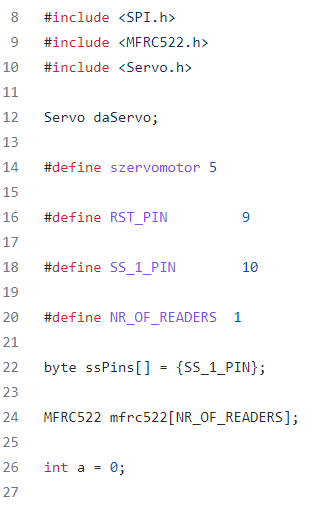 8 #include <SPI.h>
9 #include <MFRC522.h>
10 #include <Servo.h>
11
12 Servo daServo;
13
14 #define szervomotor 5
15
16 #define RST_PIN         9
17
18 #define SS_1_PIN        10
19
20 #define NR_OF_READERS  1
21
22 byte ssPins[] = {SS_1_PIN};
23
24 MFRC522 mfrc522[NR_OF_READERS];
25
26 int a = 0;
27